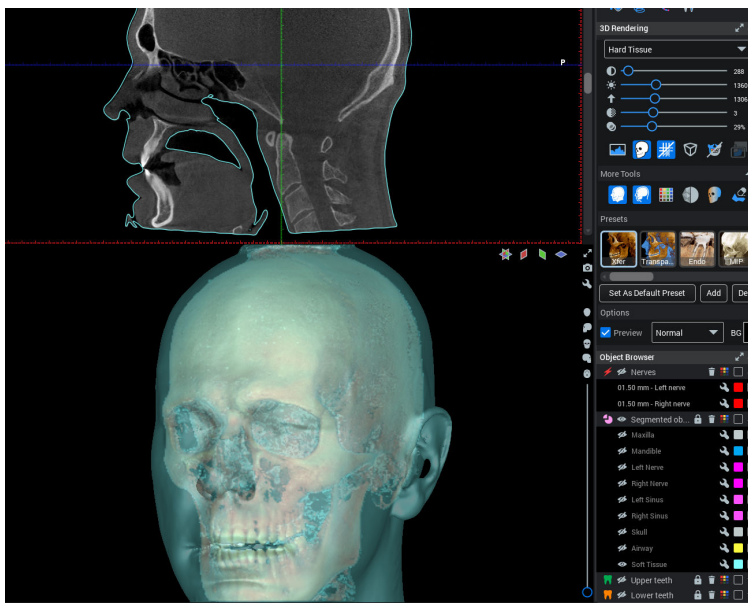 3D Rendering
Hard Tissue
288
1360
1306
3
29%
More Tools
Presets
Xfer Transpa... Endo MIP
Set As Default Preset Add De
Options
Preview Normal BG
Object Browser
Nerves
01.50 mm - Left nerve
01.50 mm - Right nerve
Segmented ob...
Maxilla
Mandible
Left Nerve
Right Nerve
Left Sinus
Right Sinus
Skull
Airway
Soft Tissue
Upper teeth
Lower teeth
P